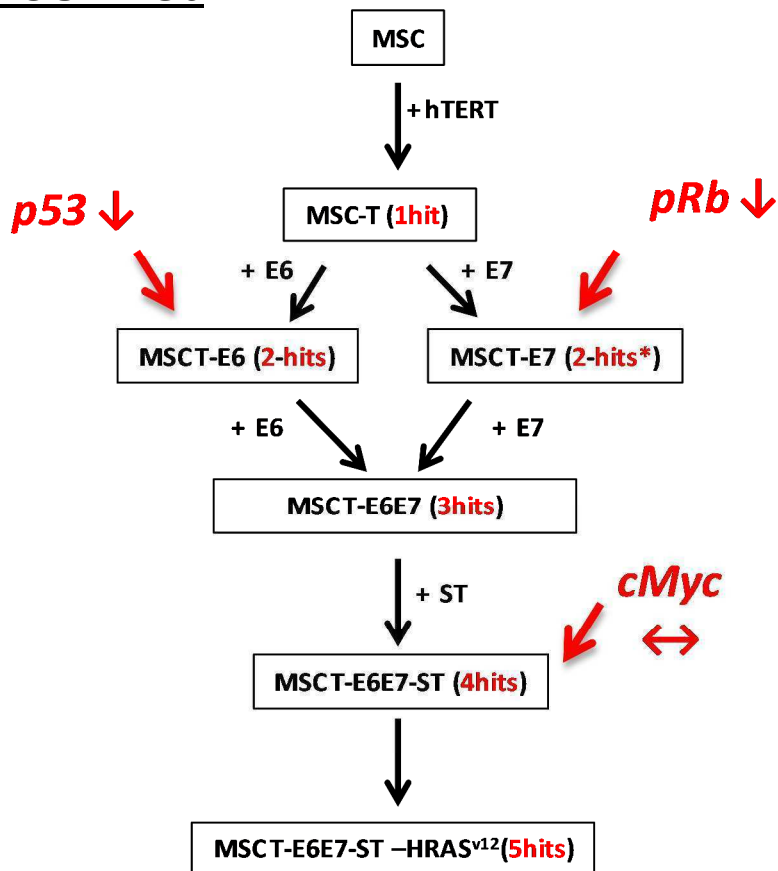 MSC
+ hTERT
MSC-T (1hit)
p53 ↓
pRb ↓
+ E6
+ E7
MSCT-E6 (2-hits)
MSCT-E7 (2-hits*)
+ E6
+ E7
MSCT-E6E7 (3hits)
+ ST
cMyc
↔
MSCT-E6E7-ST (4hits)
MSCT-E6E7-ST –HRASv12(5hits)